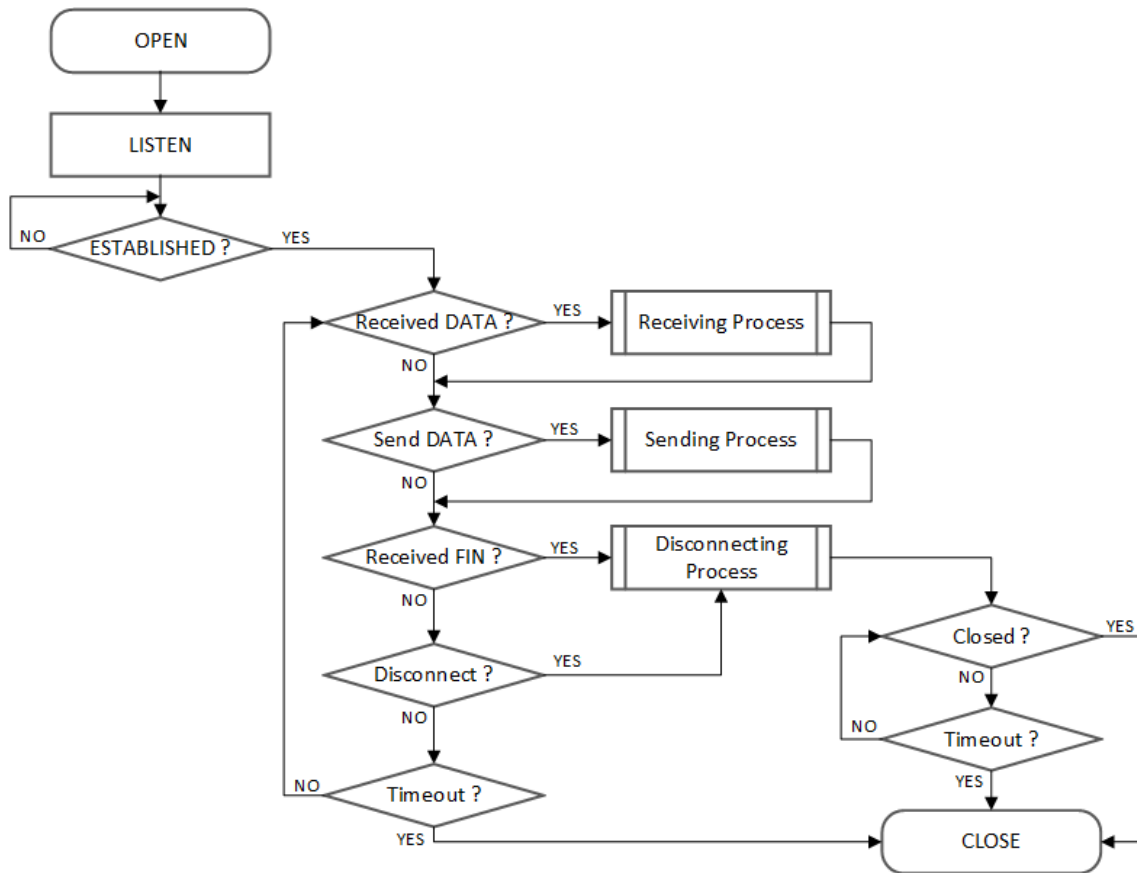 OPEN
LISTEN
NO
ESTABLISHED ?
YES
Received DATA ?
YES
Receiving Process
NO
Send DATA ?
YES
Sending Process
NO
Received FIN ?
YES
Disconnecting
Process
NO
Closed ?
YES
Disconnect ?
YES
NO
NO
NO
Timeout ?
NO
Timeout ?
YES
YES
CLOSE